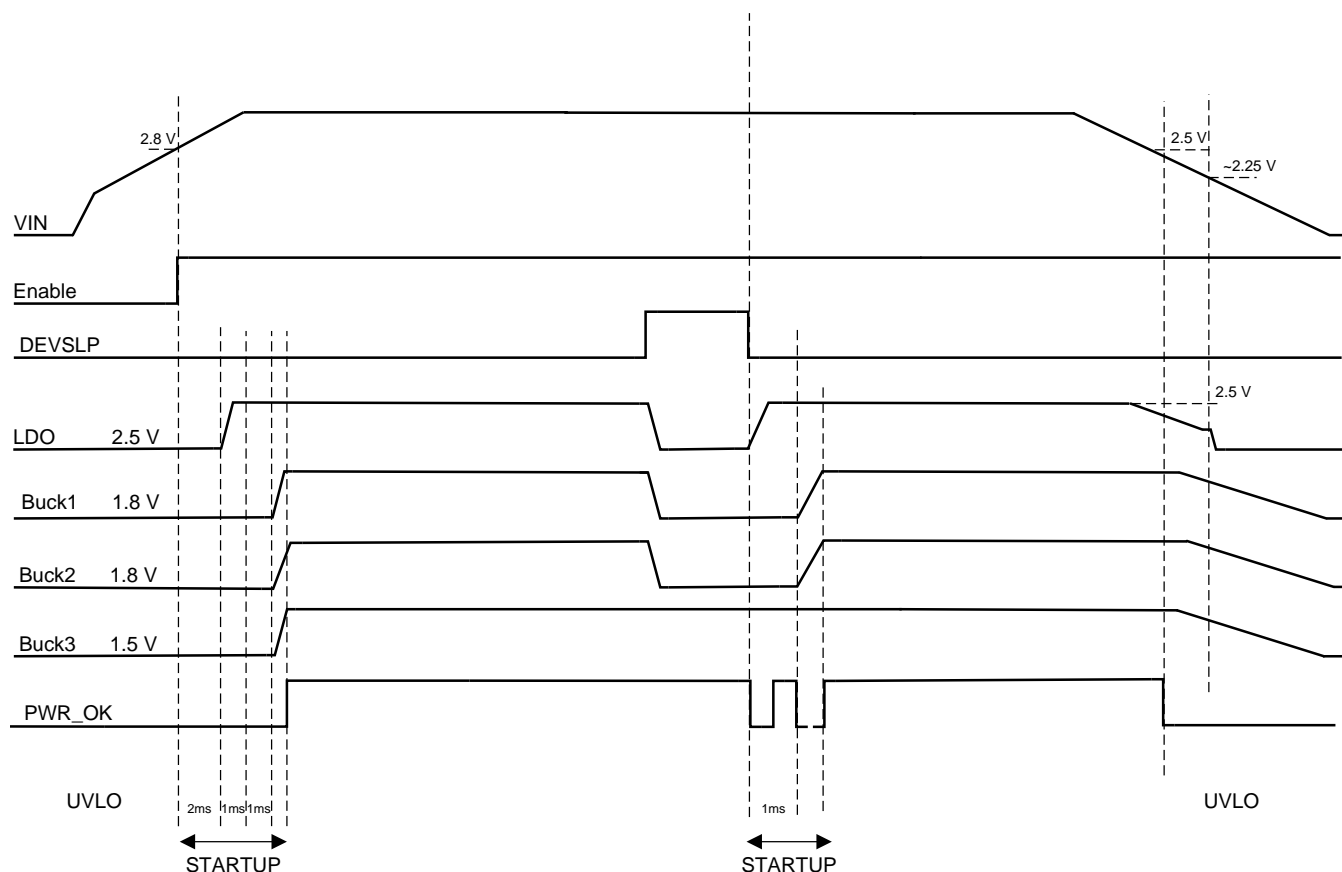 2.8 V
2.5 V
~2.25 V
VIN
Enable
DEVSLP
2.5 V
LDO 2.5 V
Buck1 1.8 V
Buck2 1.8 V
Buck3 1.5 V
PWR_OK
UVLO 2ms 1ms 1ms 1ms UVLO
STARTUP STARTUP